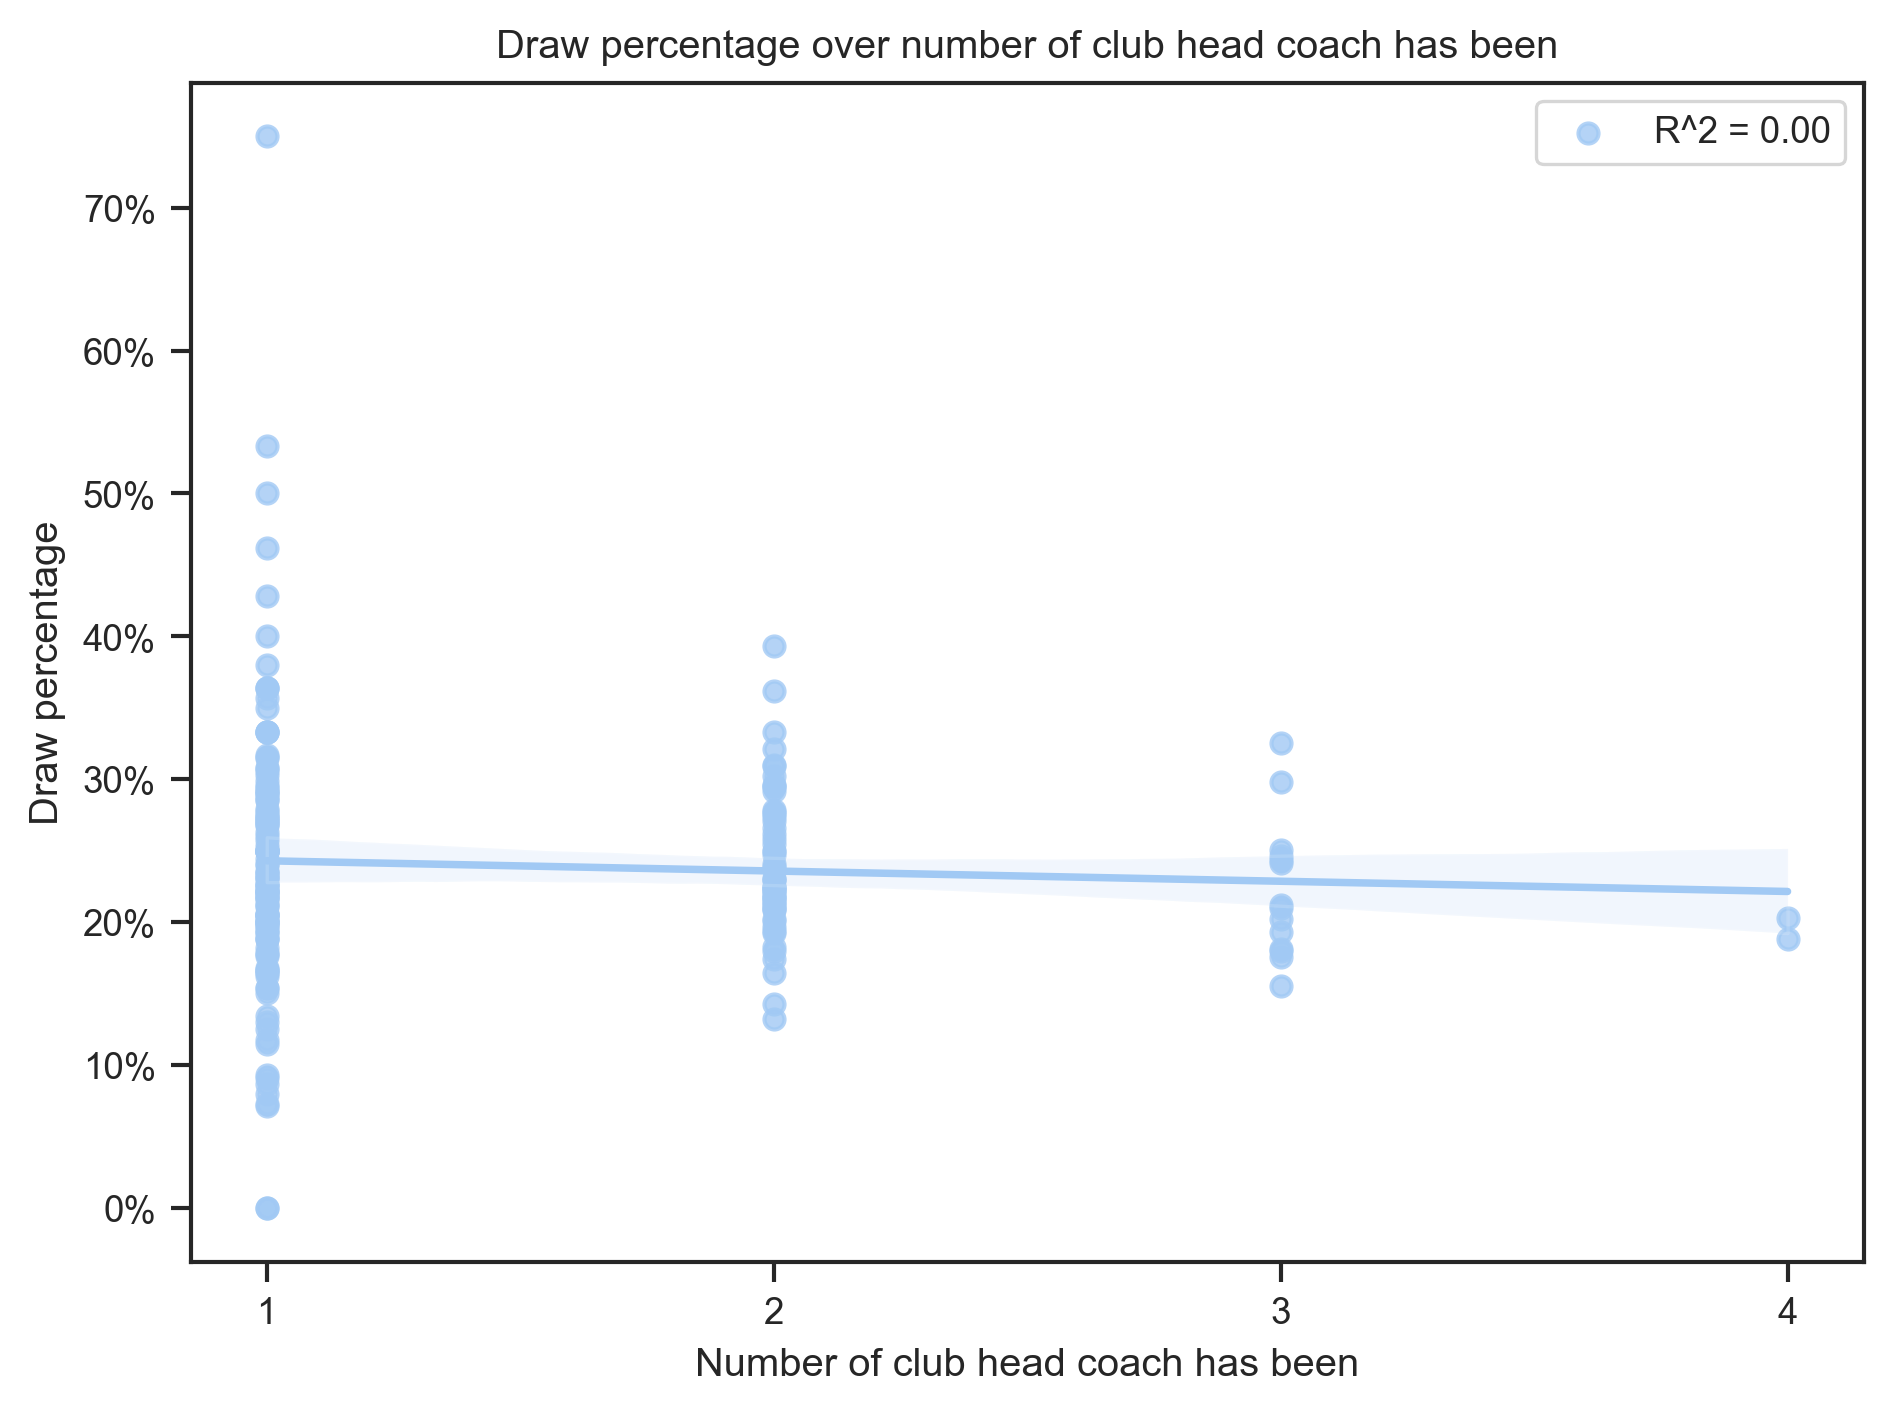 Draw percentage over number of club head coach has been
R^2 = 0.00
Draw percentage
70%
60%
50%
40%
30%
20%
10%
0%
1 2 3 4
Number of club head coach has been